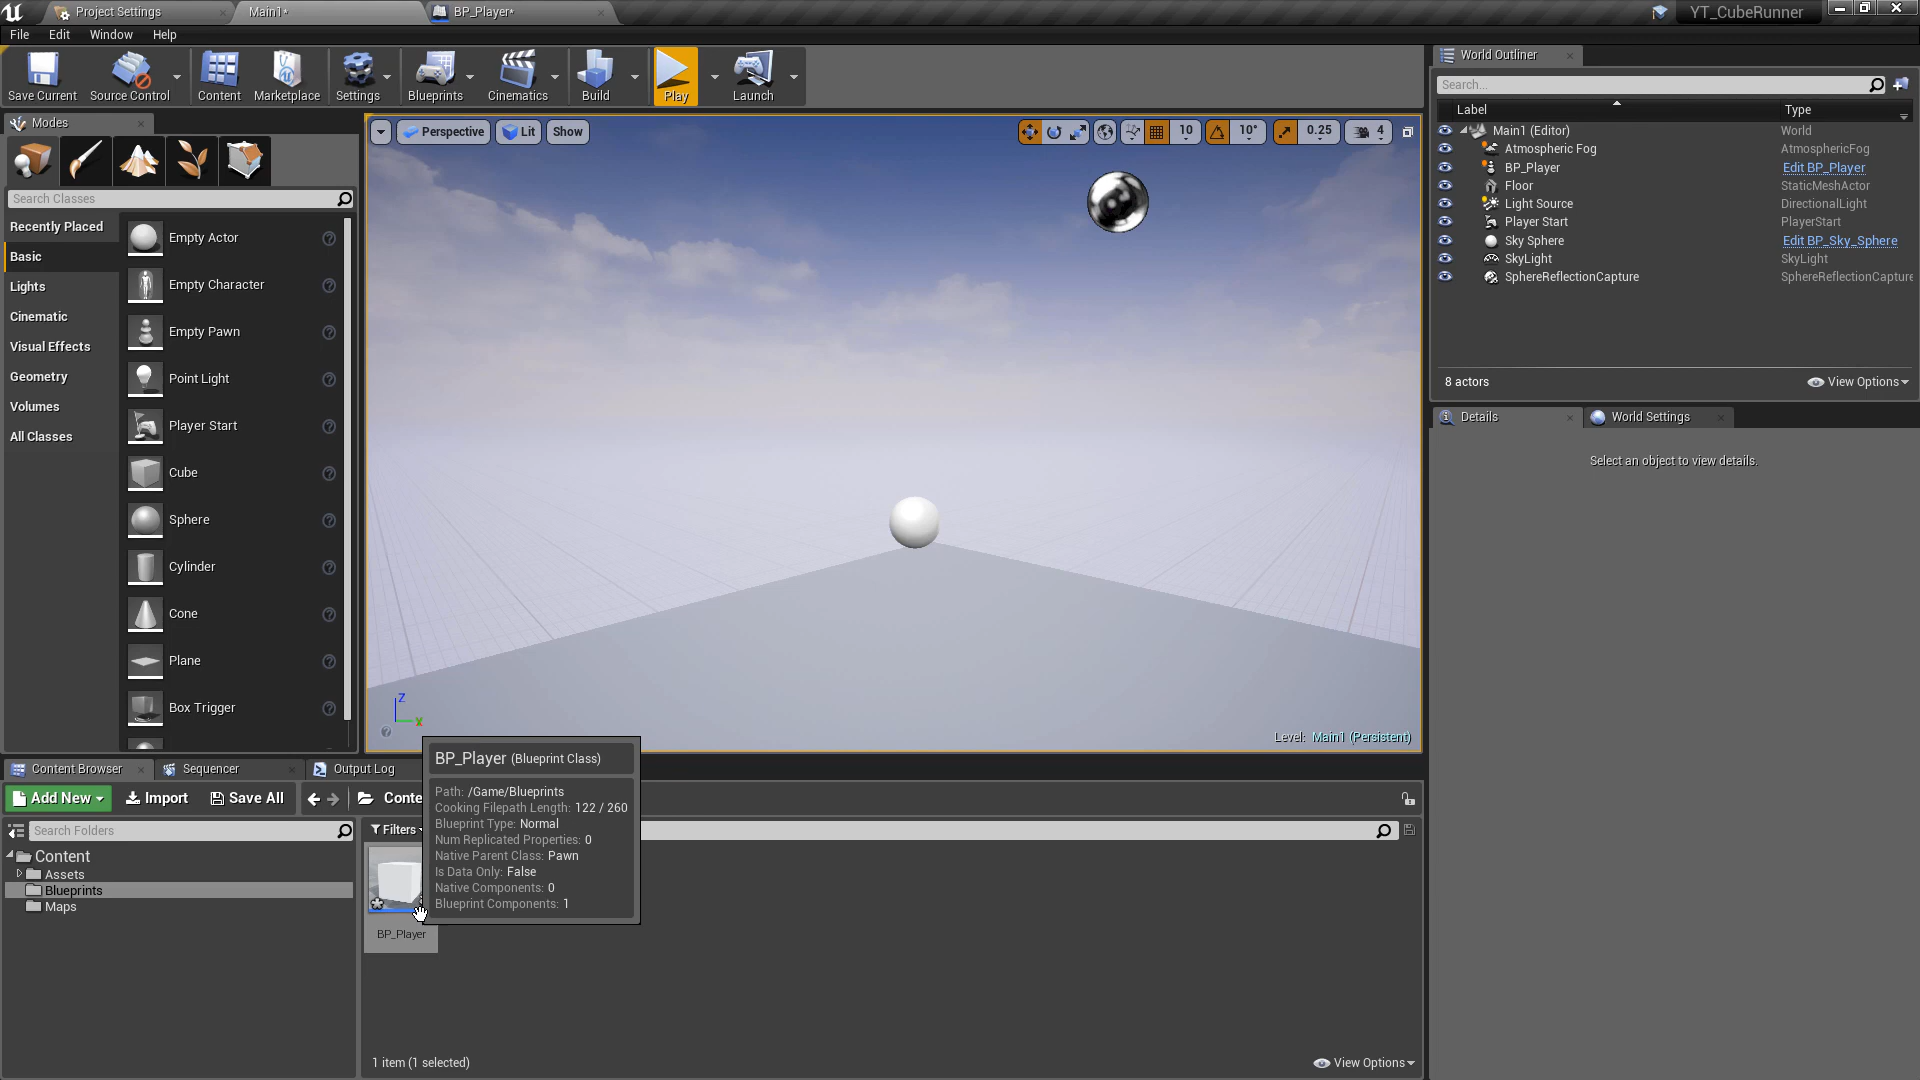 Project Settings
Main1*
BP_Player*
YT_CubeRunner
File
Edit
Window
Help
Save Current
Source Control
Content
Marketplace
Settings
Blueprints
Cinematics
Build
Play
Launch
Modes
Search Classes
Recently Placed
Basic
Lights
Cinematic
Visual Effects
Geometry
Volumes
All Classes
Empty Actor
Empty Character
Empty Pawn
Point Light
Player Start
Cube
Sphere
Cylinder
Cone
Plane
Box Trigger
Perspective
Lit
Show
10
10°
0.25
4
Z
Level: Main1 (Persistent)
World Outliner
Search...
Label
Type
Main1 (Editor)
World
Atmospheric Fog
AtmosphericFog
BP_Player
Edit BP_Player
Floor
StaticMeshActor
Light Source
DirectionalLight
Player Start
PlayerStart
Sky Sphere
Edit BP_Sky_Sphere
SkyLight
SkyLight
SphereReflectionCapture
SphereReflectionCapture
8 actors
View Options
Details
World Settings
Select an object to view details.
Content Browser
Sequencer
Output Log
Add New
Import
Save All
Conte
Search Folders
Filters
Content
Assets
Blueprints
Maps
BP_Player (Blueprint Class)
Path: /Game/Blueprints
Cooking Filepath Length: 122 / 260
Blueprint Type: Normal
Num Replicated Properties: 0
Native Parent Class: Pawn
Is Data Only: False
Native Components: 0
Blueprint Components: 1
BP_Player
1 item (1 selected)
View Options